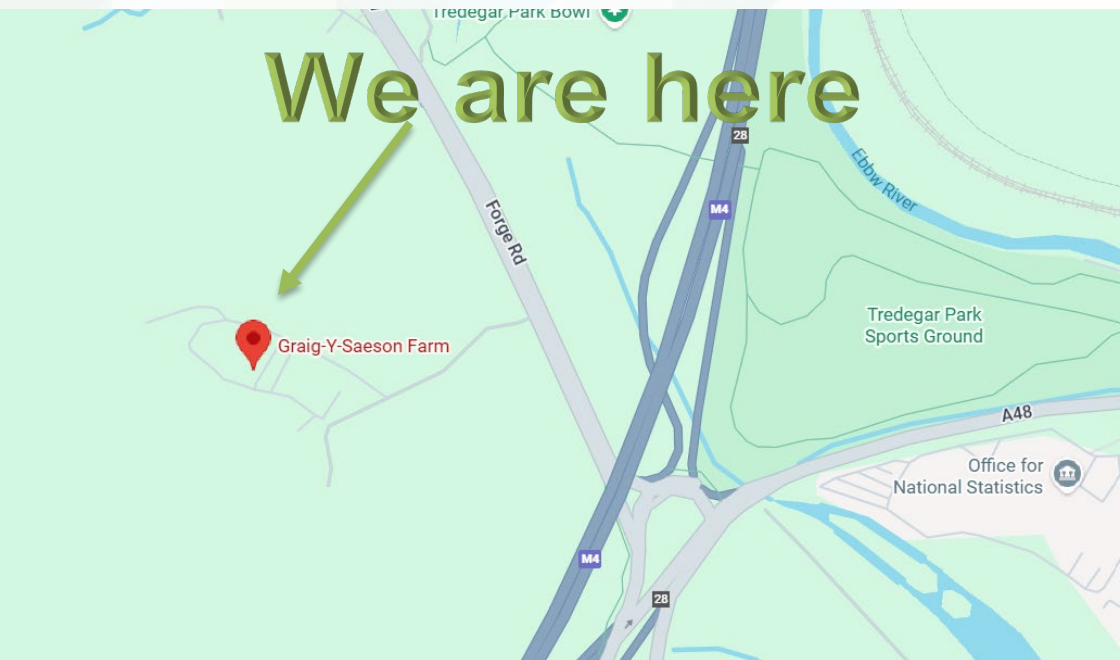 Tredegar Park Bowl
We are here
28
Ebbw River
M4
Forge Rd
Tredegar Park
Sports Ground
Graig-Y-Saeson Farm
A48
Office for
National Statistics
M4
28